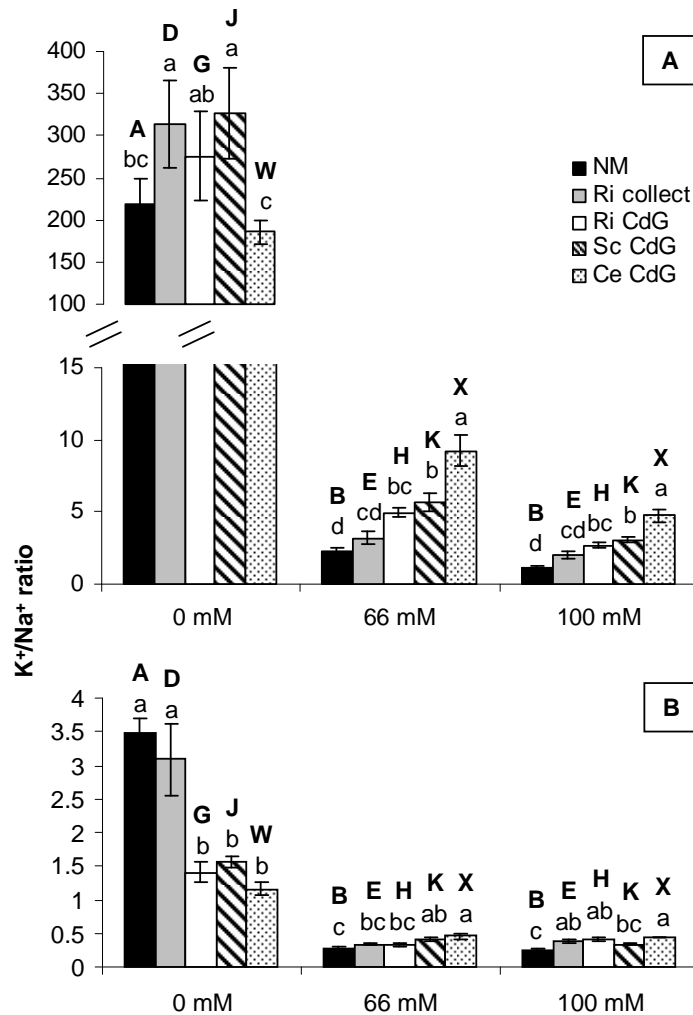 A
400
350
300
250
200
150
100
A
bc
D
a
G
ab
J
a
W
c
NM
Ri collect
Ri CdG
Sc CdG
Ce CdG
15
10
5
0
B
d
E
cd
H
bc
K
b
X
a
B
d
E
cd
H
bc
K
b
X
a
0 mM 66 mM 100 mM
K⁺/Na⁺ ratio
B
4
3.5
3
2.5
2
1.5
1
0.5
0
A
a
D
a
G
b
J
b
W
b
B
c
E
bc
H
bc
K
ab
X
a
B
c
E
ab
H
ab
K
bc
X
a
0 mM 66 mM 100 mM